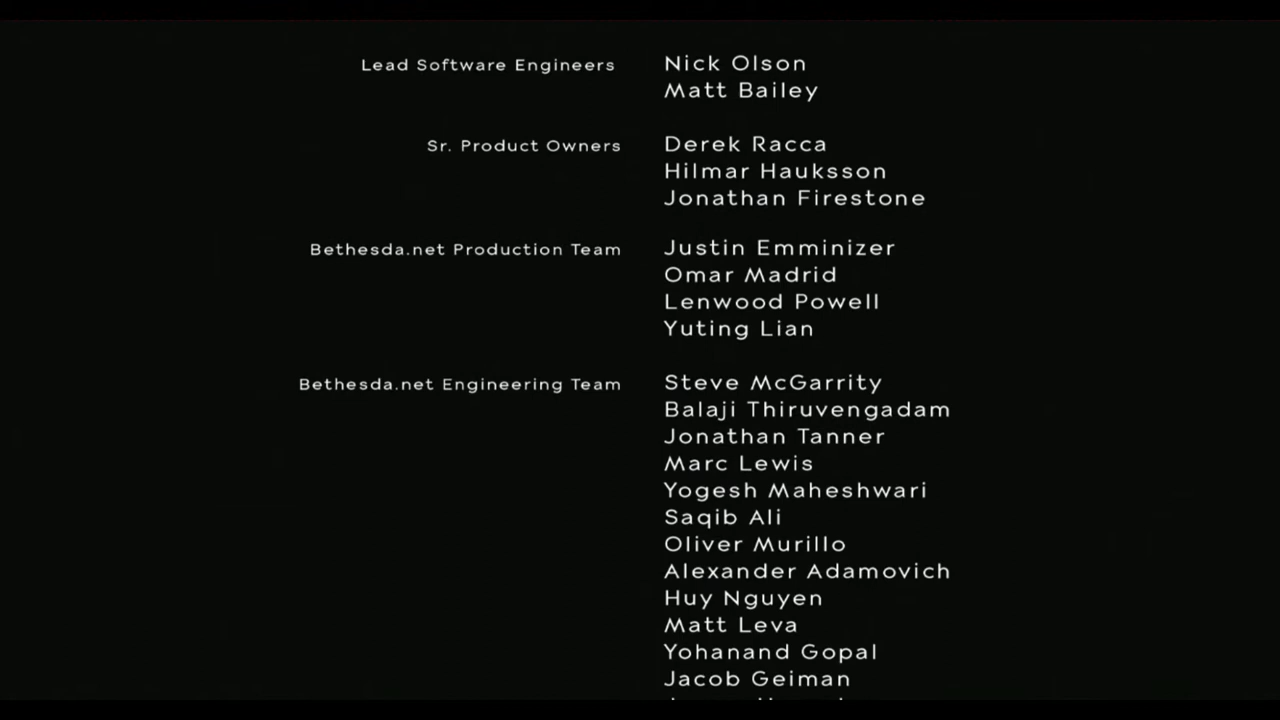 Lead Software Engineers Nick Olson
Matt Bailey
Sr. Product Owners Derek Racca
Hilmar Hauksson
Jonathan Firestone
Bethesda.net Production Team Justin Emminizer
Omar Madrid
Lenwood Powell
Yuting Lian
Bethesda.net Engineering Team Steve McGarrity
Balaji Thiruvengadam
Jonathan Tanner
Marc Lewis
Yogesh Maheshwari
Saqib Ali
Oliver Murillo
Alexander Adamovich
Huy Nguyen
Matt Leva
Yohanand Gopal
Jacob Geiman